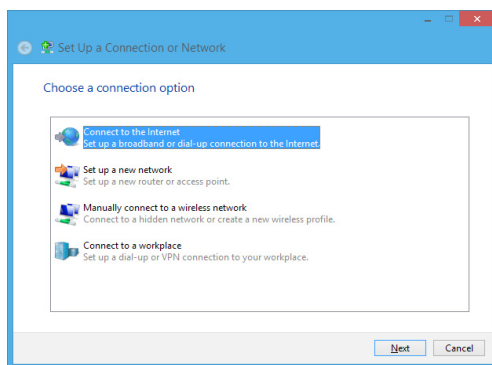 Set Up a Connection or Network
Choose a connection option
Connect to the Internet
Set up a broadband or dial-up connection to the Internet.
Set up a new network
Set up a new router or access point.
Manually connect to a wireless network
Connect to a hidden network or create a new wireless profile.
Connect to a workplace
Set up a dial-up or VPN connection to your workplace.
Next
Cancel